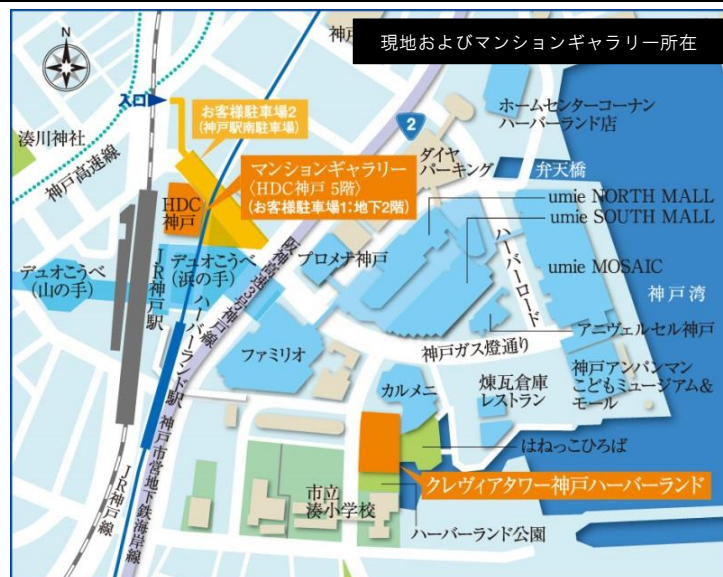 現地およびマンションギャラリー所在
N
神戸
入口
お客様駐車場2
(神戸駅南駐車場)
2
ホームセンターコーナン
ハーバーランド店
湊川神社
神戸高速線
マンションギャラリー
〈HDC神戸 5階〉
(お客様駐車場1:地下2階)
ダイヤ
パーキング
弁天橋
HDC
神戸
umie NORTH MALL
umie SOUTH MALL
デュオこうべ
(山の手)
JR神戸駅
デュオこうべ
(浜の手)
プロメナ神戸
ハーバーロード
umie MOSAIC
神戸湾
阪神高速3号神戸線
ハーバーランド駅
アニヴェルセル神戸
神戸ガス燈通り
ファミリオ
カルメニ
煉瓦倉庫
レストラン
神戸アンパンマン
こどもミュージアム&
モール
はねっこひろば
クレヴィアタワー神戸ハーバーランド
JR神戸線
神戸市営地下鉄海岸線
市立
湊小学校
ハーバーランド公園